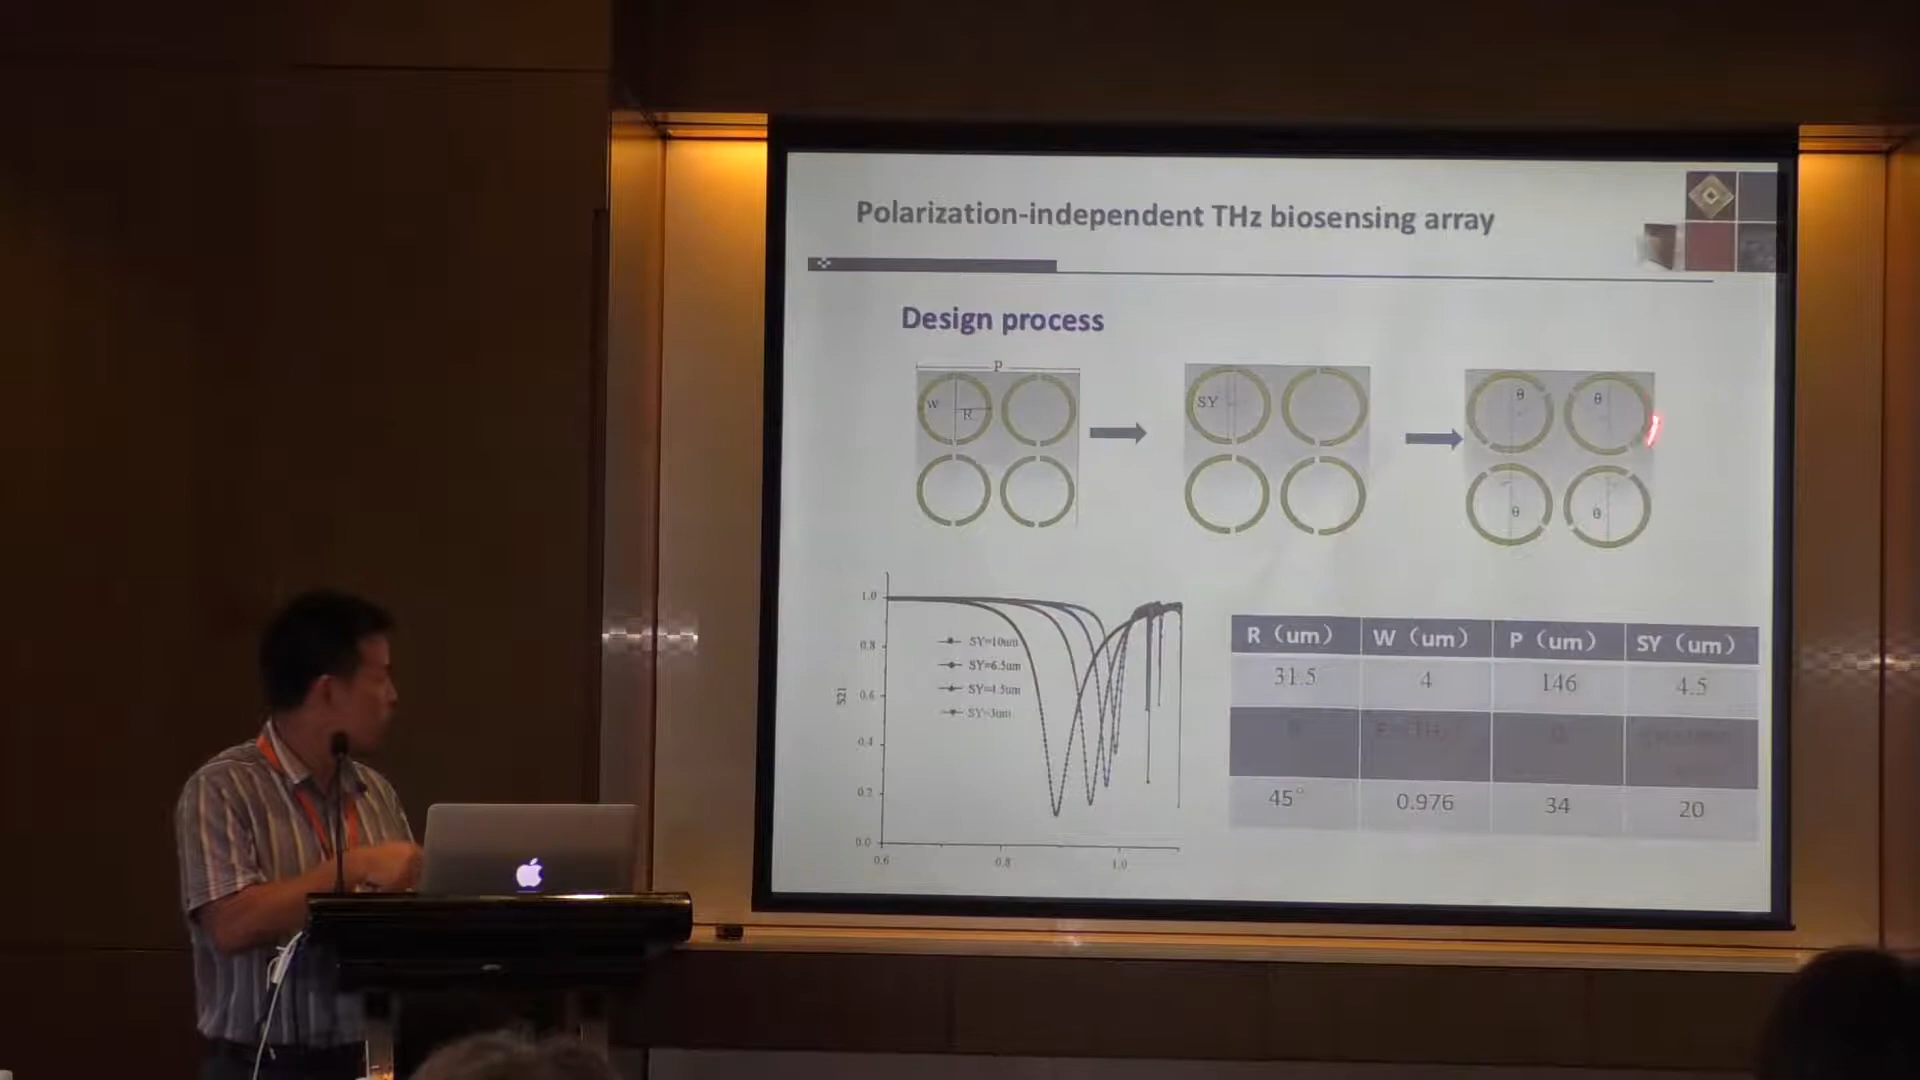 Polarization-independent THz biosensing array
Design process
P
W
R
SY
θ
θ
θ
θ
1.0
0.8
0.6
0.4
0.2
0.0
S21
SY=10um
SY=6.5um
SY=4.5um
SY=3um
0.6
0.8
1.0
R（um） W（um） P（um） SY（um）
31.5 4 146 4.5
45° 0.976 34 20